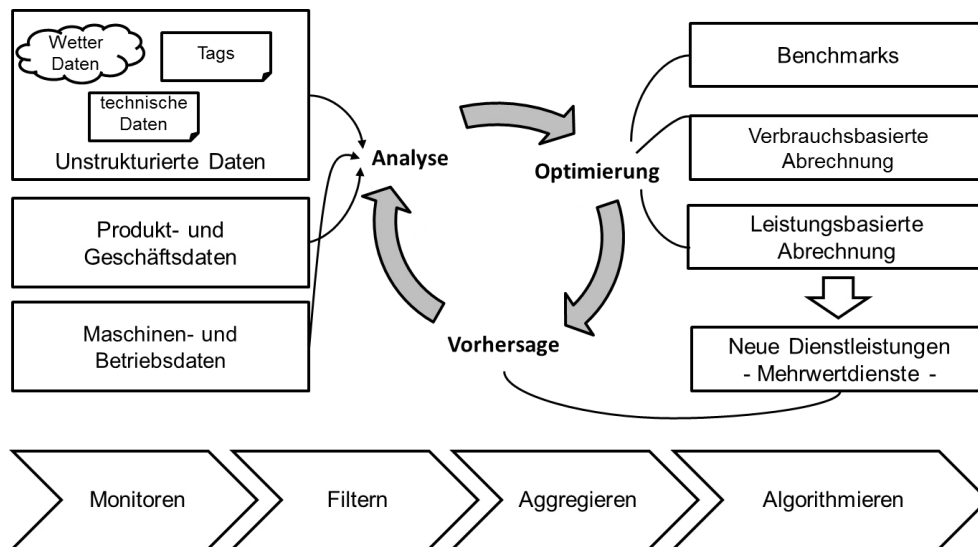 Wetter
Daten
Tags
technische
Daten
Unstrukturierte Daten
Produkt- und
Geschäftsdaten
Maschinen- und
Betriebsdaten
Analyse
Optimierung
Vorhersage
Benchmarks
Verbrauchsbasierte
Abrechnung
Leistungsbasierte
Abrechnung
Neue Dienstleistungen
- Mehrwertdienste -
Monitoren
Filtern
Aggregieren
Algorithmieren